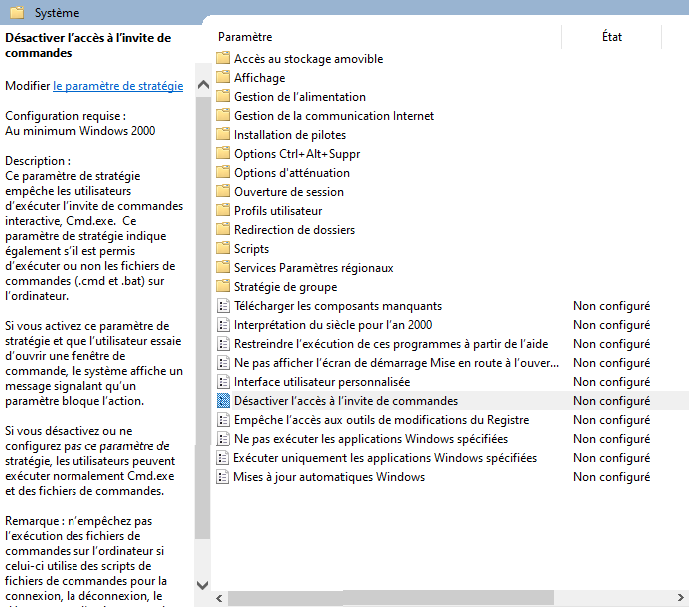 Système
Désactiver l'accès à l'invite de
commandes
Modifier le paramètre de stratégie
Configuration requise :
Au minimum Windows 2000
Description :
Ce paramètre de stratégie
empêche les utilisateurs
d'exécuter l'invite de commandes
interactive, Cmd.exe.  Ce
paramètre de stratégie indique
également s'il est permis
d'exécuter ou non les fichiers de
commandes (.cmd et .bat) sur
l'ordinateur.
Si vous activez ce paramètre de
stratégie et que l'utilisateur essaie
d'ouvrir une fenêtre de
commande, le système affiche un
message signalant qu'un
paramètre bloque l'action.
Si vous désactivez ou ne
configurez pas ce paramètre de
stratégie, les utilisateurs peuvent
exécuter normalement Cmd.exe
et des fichiers de commandes.
Remarque : n'empêchez pas
l'exécution des fichiers de
commandes sur l'ordinateur si
celui-ci utilise des scripts de
fichiers de commandes pour la
connexion, la déconnexion, le
Paramètre État
Accès au stockage amovible
Affichage
Gestion de l'alimentation
Gestion de la communication Internet
Installation de pilotes
Options Ctrl+Alt+Suppr
Options d'atténuation
Ouverture de session
Profils utilisateur
Redirection de dossiers
Scripts
Services Paramètres régionaux
Stratégie de groupe
Télécharger les composants manquants Non configuré
Interprétation du siècle pour l'an 2000 Non configuré
Restreindre l'exécution de ces programmes à partir de l'aide Non configuré
Ne pas afficher l'écran de démarrage Mise en route à l'ouver... Non configuré
Interface utilisateur personnalisée Non configuré
Désactiver l'accès à l'invite de commandes Non configuré
Empêche l'accès aux outils de modifications du Registre Non configuré
Ne pas exécuter les applications Windows spécifiées Non configuré
Exécuter uniquement les applications Windows spécifiées Non configuré
Mises à jour automatiques Windows Non configuré